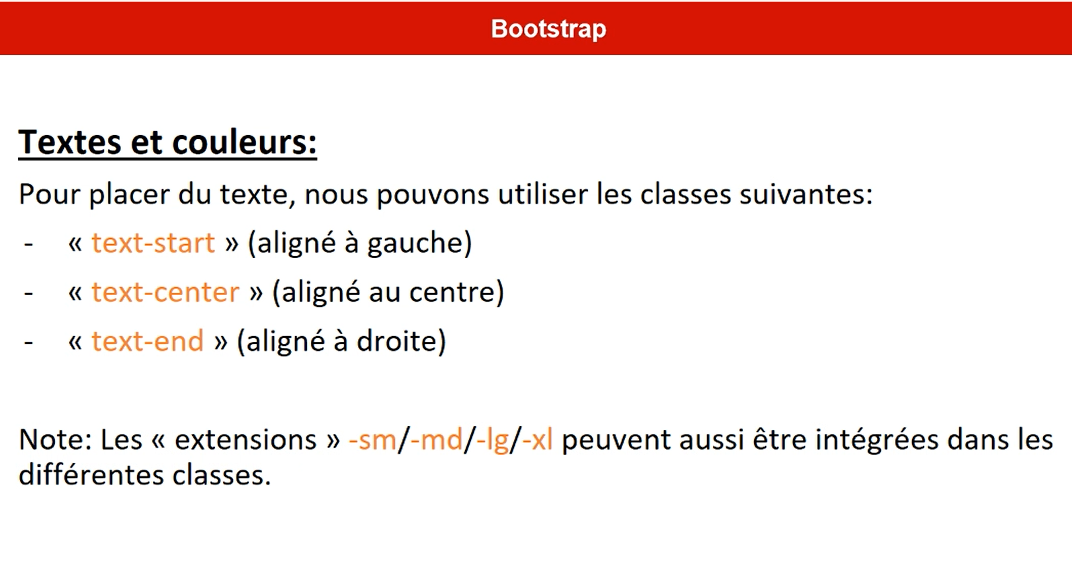 Bootstrap
Textes et couleurs:
Pour placer du texte, nous pouvons utiliser les classes suivantes:
- « text-start » (aligné à gauche)
- « text-center » (aligné au centre)
- « text-end » (aligné à droite)
Note: Les « extensions » -sm/-md/-lg/-xl peuvent aussi être intégrées dans les
différentes classes.